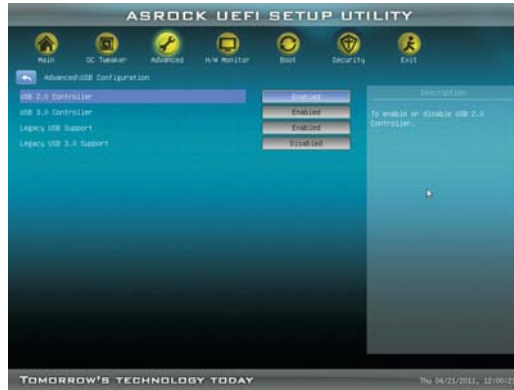 ASROCK UEFI SETUP UTILITY
Main OC Tweaker Advanced H/W Monitor Boot Security Exit
Advanced\USB Configuration
USB 2.0 Controller Enabled
USB 3.0 Controller Enabled
Legacy USB Support Enabled
Legacy USB 3.0 Support Disabled
Description
To enable or disable USB 2.0
Controller.
TOMORROW'S TECHNOLOGY TODAY
Thu 04/21/2011,